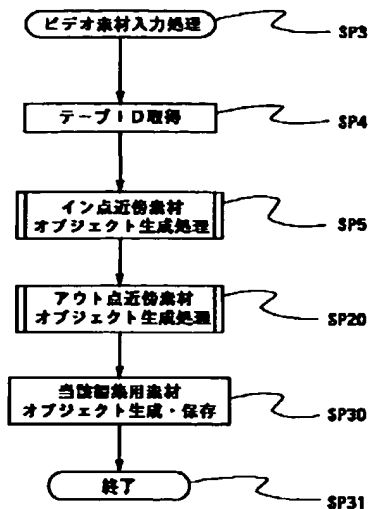 ビデオ素材入力処理
SP3
テープID取得
SP4
イン点近傍素材
オブジェクト生成処理
SP5
アウト点近傍素材
オブジェクト生成処理
SP20
当該編集用素材
オブジェクト生成・保存
SP30
終了
SP31